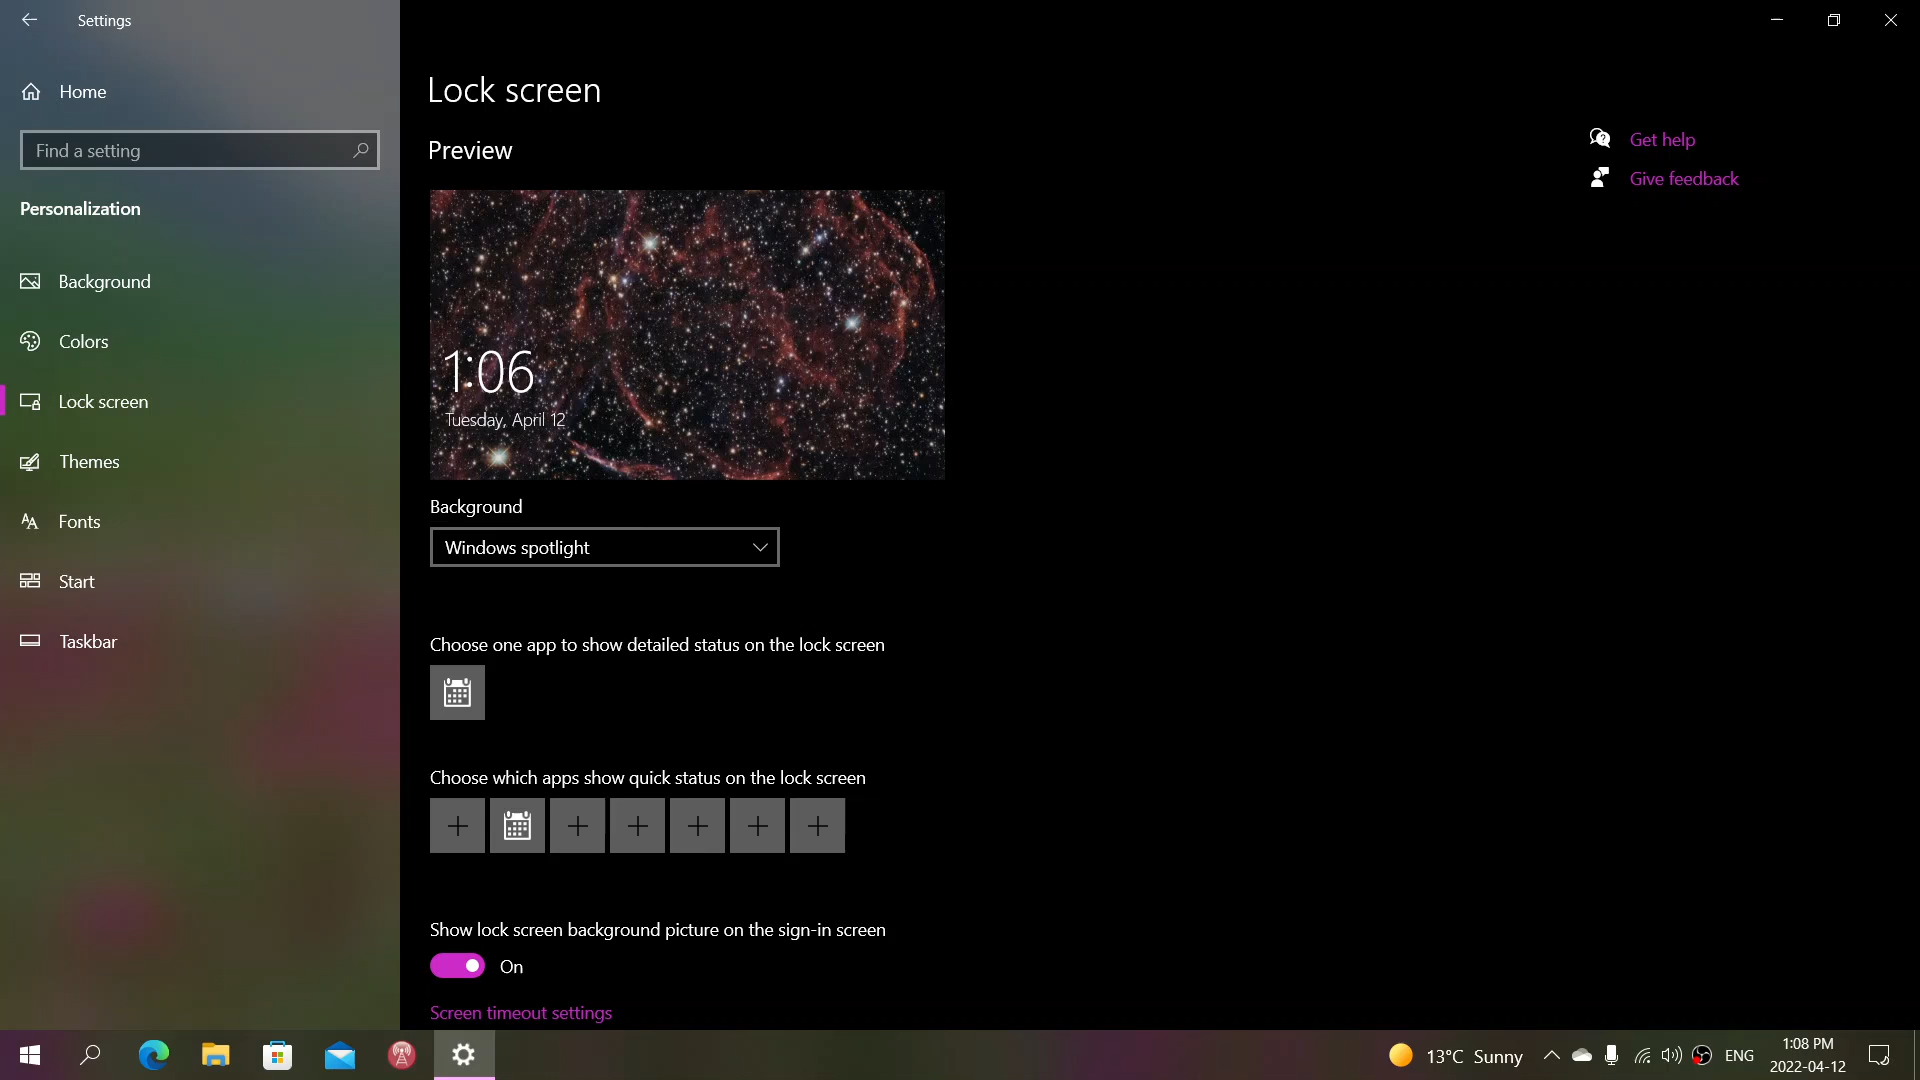 Settings
Home
Find a setting
Personalization
Background
Colors
Lock screen
Themes
Fonts
Start
Taskbar
Lock screen
Preview
1:06
Tuesday, April 12
Background
Windows spotlight
Choose one app to show detailed status on the lock screen
Choose which apps show quick status on the lock screen
Show lock screen background picture on the sign-in screen
On
Screen timeout settings
Get help
Give feedback
13°C Sunny
ENG
1:08 PM
2022-04-12